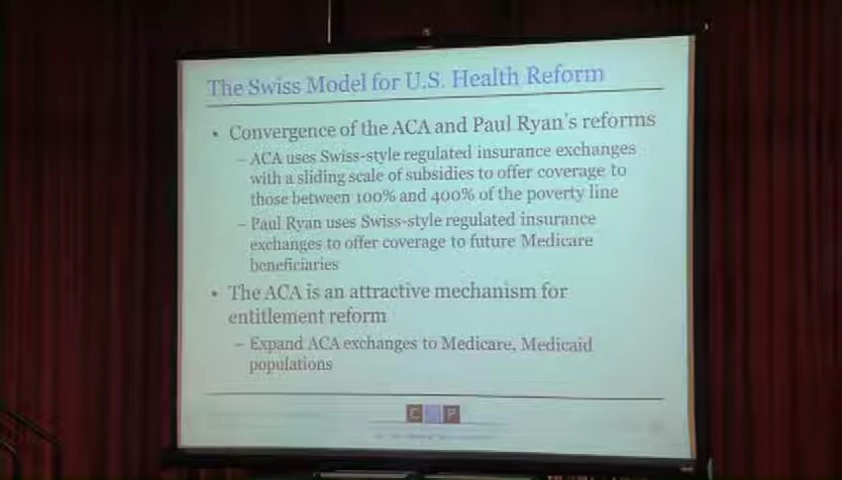 The Swiss Model for U.S. Health Reform
• Convergence of the ACA and Paul Ryan's reforms
– ACA uses Swiss-style regulated insurance exchanges
with a sliding scale of subsidies to offer coverage to
those between 100% and 400% of the poverty line
– Paul Ryan uses Swiss-style regulated insurance
exchanges to offer coverage to future Medicare
beneficiaries
• The ACA is an attractive mechanism for
entitlement reform
– Expand ACA exchanges to Medicare, Medicaid
populations
C P